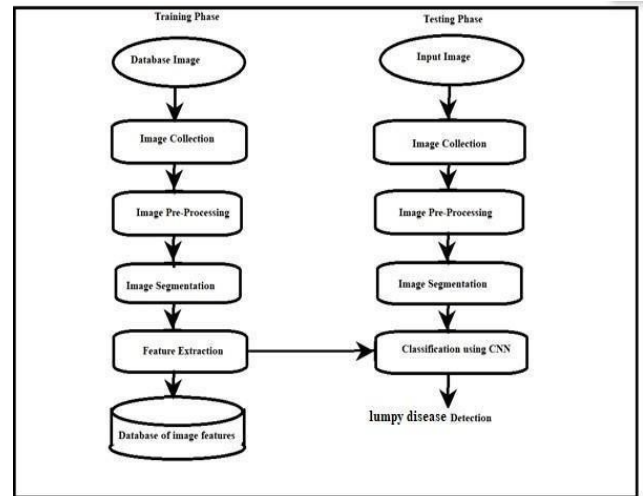 Training Phase
Database Image
Image Collection
Image Pre-Processing
Image Segmentation
Feature Extraction
Database of image features
Testing Phase
Input Image
Image Collection
Image Pre-Processing
Image Segmentation
Classification using CNN
lumpy disease Detection